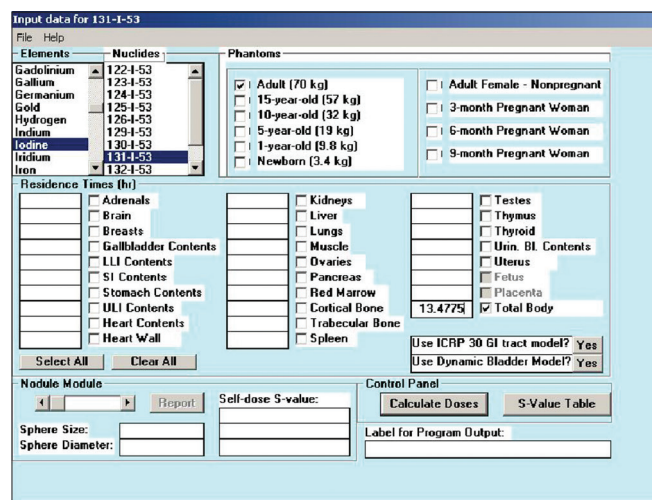 Input data for 131-I-53
File Help
Elements
Gadolinium
Gallium
Germanium
Gold
Hydrogen
Indium
Iodine
Iridium
Iron
Nuclides
122-I-53
123-I-53
124-I-53
125-I-53
126-I-53
129-I-53
130-I-53
131-I-53
132-I-53
Phantoms
Adult (70 kg)
15-year-old (57 kg)
10-year-old (32 kg)
5-year-old (19 kg)
1-year-old (9.8 kg)
Newborn (3.4 kg)
Adult Female - Nonpregnant
3-month Pregnant Woman
6-month Pregnant Woman
9-month Pregnant Woman
Residence Times (hr)
Adrenals
Brain
Breasts
Gallbladder Contents
LLI Contents
SI Contents
Stomach Contents
ULI Contents
Heart Contents
Heart Wall
Kidneys
Liver
Lungs
Muscle
Ovaries
Pancreas
Red Marrow
Cortical Bone
Trabecular Bone
Spleen
Testes
Thymus
Thyroid
Urin. Bl. Contents
Uterus
Fetus
Placenta
13.4775 Total Body
Select All Clear All
Use ICRP 30 GI tract model? Yes
Use Dynamic Bladder Model? Yes
Nodule Module
Report
Self-dose S-value:
Sphere Size:
Sphere Diameter:
Control Panel
Calculate Doses S-Value Table
Label for Program Output: